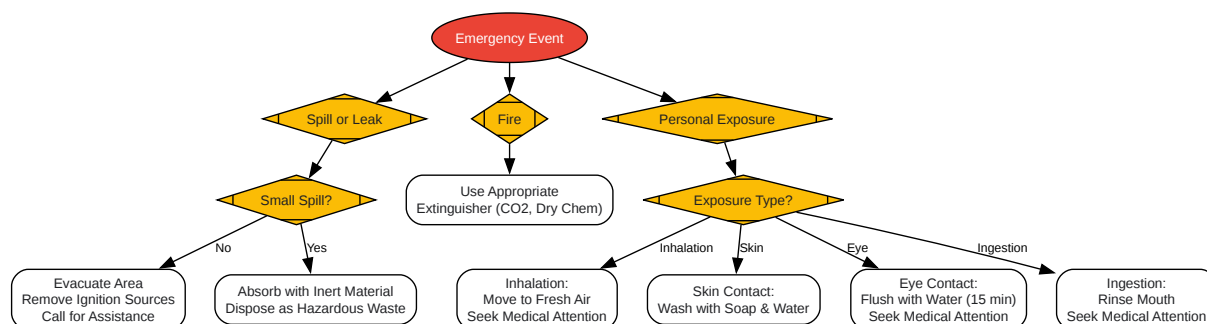 Emergency Event
Spill or Leak
Fire
Personal Exposure
Small Spill?
Use Appropriate
Extinguisher (CO2, Dry Chem)
Exposure Type?
No
Yes
Inhalation
Skin
Eye
Ingestion
Evacuate Area
Remove Ignition Sources
Call for Assistance
Absorb with Inert Material
Dispose as Hazardous Waste
Inhalation:
Move to Fresh Air
Seek Medical Attention
Skin Contact:
Wash with Soap & Water
Eye Contact:
Flush with Water (15 min)
Seek Medical Attention
Ingestion:
Rinse Mouth
Seek Medical Attention